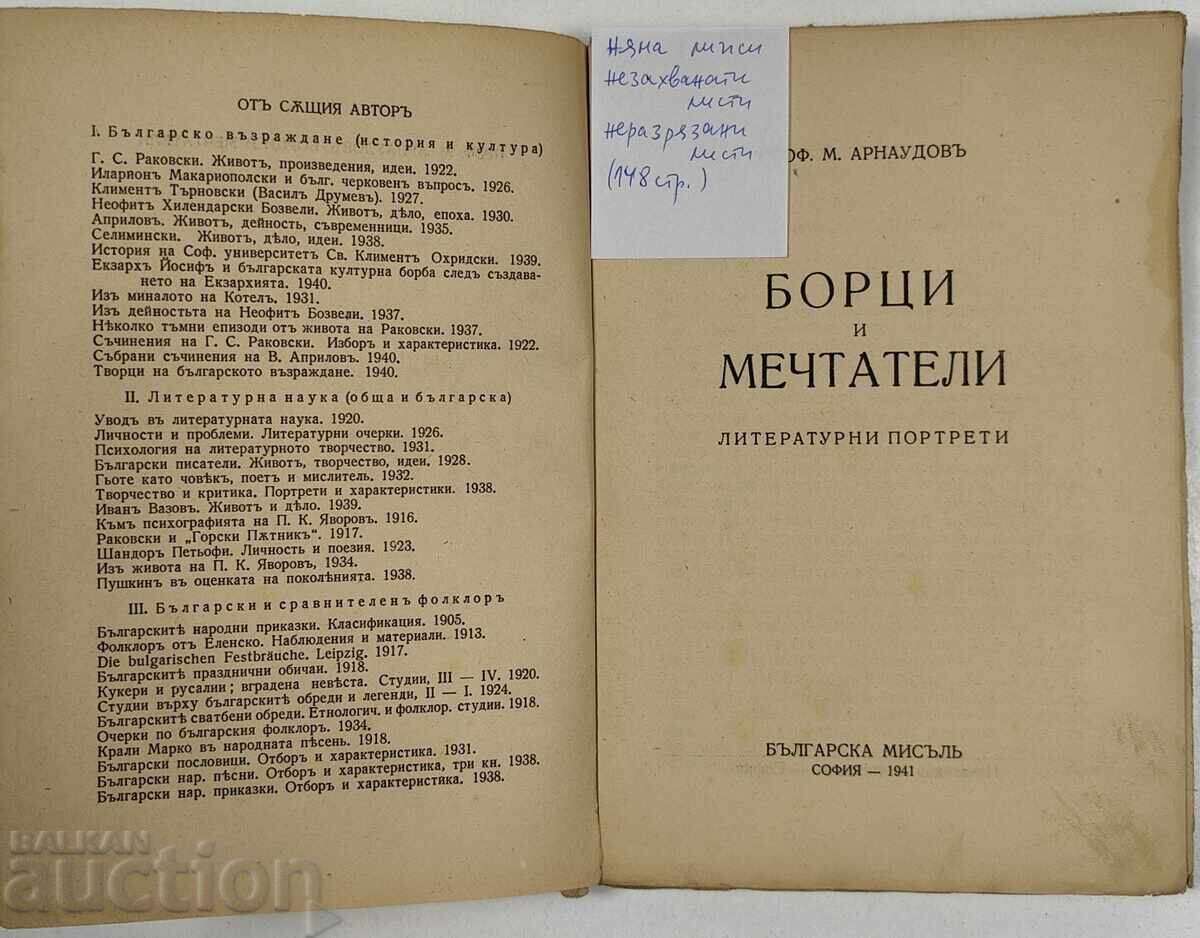 ОТЪ СѪЩИЯ АВТОРЪ
I. Българско възраждане (история и култура)
Г. С. Раковски. Животъ, произведения, идеи. 1922.
Иларионъ Макариополски и бълг. черковенъ въпросъ. 1926.
Климентъ Търновски (Василъ Друмевъ). 1927.
Неофитъ Хилендарски Бозвели. Животъ, дѣло, епоха. 1930.
Априловъ. Животъ, дейность, съвременници. 1935.
Селимински. Животъ, дѣло, идеи. 1938.
История на Соф. университетъ Св. Климентъ Охридски. 1939.
Екзархъ Йосифъ и българската културна борба следъ създава-
нето на Екзархията. 1940.
Изъ миналото на Котелъ. 1931.
Изъ дейностьта на Неофитъ Бозвели. 1937.
Нѣколко тъмни епизоди отъ живота на Раковски. 1937.
Съчинения на Г. С. Раковски. Изборъ и характеристика. 1922.
Събрани съчинения на В. Априловъ. 1940.
Творци на българското възраждане. 1940.
II. Литературна наука (обща и българска)
Уводъ въ литературната наука. 1920.
Личности и проблеми. Литературни очерки. 1926.
Психология на литературното творчество. 1931.
Български писатели. Животъ, творчество, идеи. 1928.
Гьоте като човѣкъ, поетъ и мислитель. 1932.
Творчество и критика. Портрети и характеристики. 1938.
Иванъ Вазовъ. Животъ и дѣло. 1939.
Къмъ психографията на П. К. Яворовъ. 1916.
Раковски и „Горски Пѫтникъ“. 1917.
Шандоръ Петьофи. Личность и поезия. 1923.
Изъ живота на П. К. Яворовъ, 1934.
Пушкинъ въ оценката на поколѣнията. 1938.
III. Български и сравнителенъ фолклоръ
Българскитѣ народни приказки. Класификация. 1905.
Фолклоръ отъ Еленско. Наблюдения и материали. 1913.
Die bulgarischen Festbräuche. Leipzig. 1917.
Българскитѣ празднични обичаи. 1918.
Кукери и русалии; вградена невѣста. Студии, III — IV. 1920.
Студии върху българскитѣ обреди и легенди, II — I. 1924.
Българскитѣ сватбени обреди. Етнологич. и фолклор. студии. 1918.
Очерки по българския фолклоръ. 1934.
Крали Марко въ народната пѣсень. 1918.
Български пословици. Отборъ и характеристика. 1931.
Български нар. пѣсни. Отборъ и характеристика, три кн. 1938.
Български нар. приказки. Отборъ и характеристика. 1938.
няма липси
незахванати
листи
неразрязани
листи
(148 стр.)
ОФ. М. АРНАУДОВЪ
БОРЦИ
И
МЕЧТАТЕЛИ
ЛИТЕРАТУРНИ ПОРТРЕТИ
БЪЛГАРСКА МИСЪЛЬ
СОФИЯ — 1941
БАЛКАН
auction